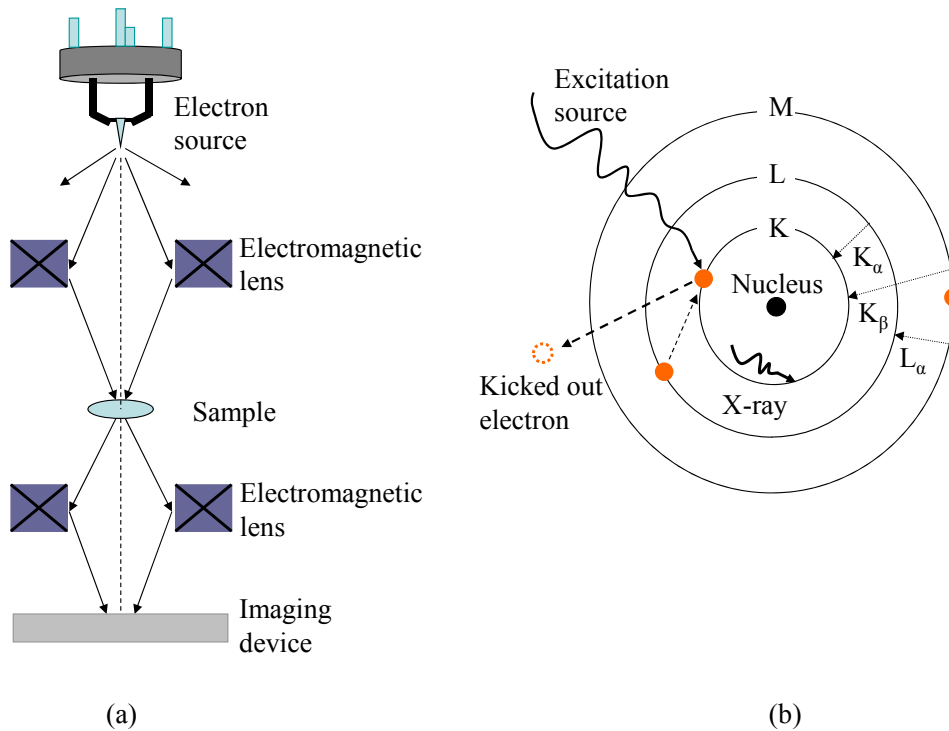 Electron
source
Electromagnetic
lens
Sample
Electromagnetic
lens
Imaging
device
(a)
Excitation
source
M
L
K
Kα
Nucleus
Kβ
Lα
Kicked out
electron
X-ray
(b)